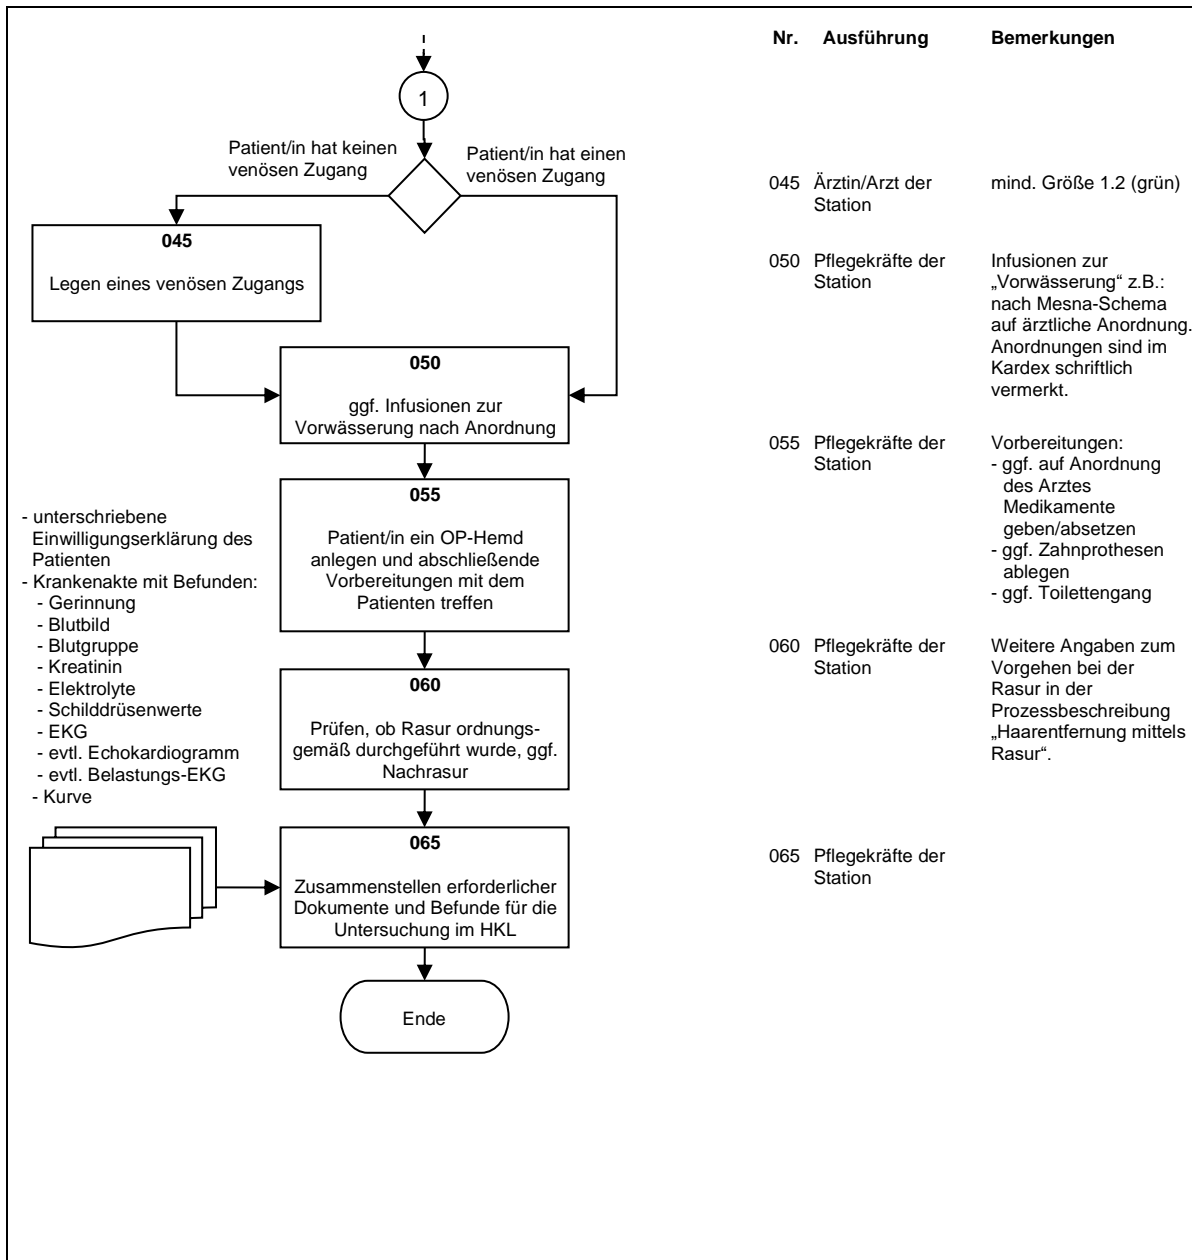 Nr. Ausführung Bemerkungen
1
Patient/in hat keinen
venösen Zugang
Patient/in hat einen
venösen Zugang
045
Legen eines venösen Zugangs
045 Ärztin/Arzt der
Station
mind. Größe 1.2 (grün)
050
ggf. Infusionen zur
Vorwässerung nach Anordnung
050 Pflegekräfte der
Station
Infusionen zur
„Vorwässerung“ z.B.:
nach Mesna-Schema
auf ärztliche Anordnung.
Anordnungen sind im
Kardex schriftlich
vermerkt.
055
Patient/in ein OP-Hemd
anlegen und abschließende
Vorbereitungen mit dem
Patienten treffen
055 Pflegekräfte der
Station
Vorbereitungen:
- ggf. auf Anordnung
des Arztes
Medikamente
geben/absetzen
- ggf. Zahnprothesen
ablegen
- ggf. Toilettengang
- unterschriebene
Einwilligungserklärung des
Patienten
- Krankenakte mit Befunden:
- Gerinnung
- Blutbild
- Blutgruppe
- Kreatinin
- Elektrolyte
- Schilddrüsenwerte
- EKG
- evtl. Echokardiogramm
- evtl. Belastungs-EKG
- Kurve
060
Prüfen, ob Rasur ordnungs-
gemäß durchgeführt wurde, ggf.
Nachrasur
060 Pflegekräfte der
Station
Weitere Angaben zum
Vorgehen bei der
Rasur in der
Prozessbeschreibung
„Haarentfernung mittels
Rasur“.
065
Zusammenstellen erforderlicher
Dokumente und Befunde für die
Untersuchung im HKL
065 Pflegekräfte der
Station
Ende